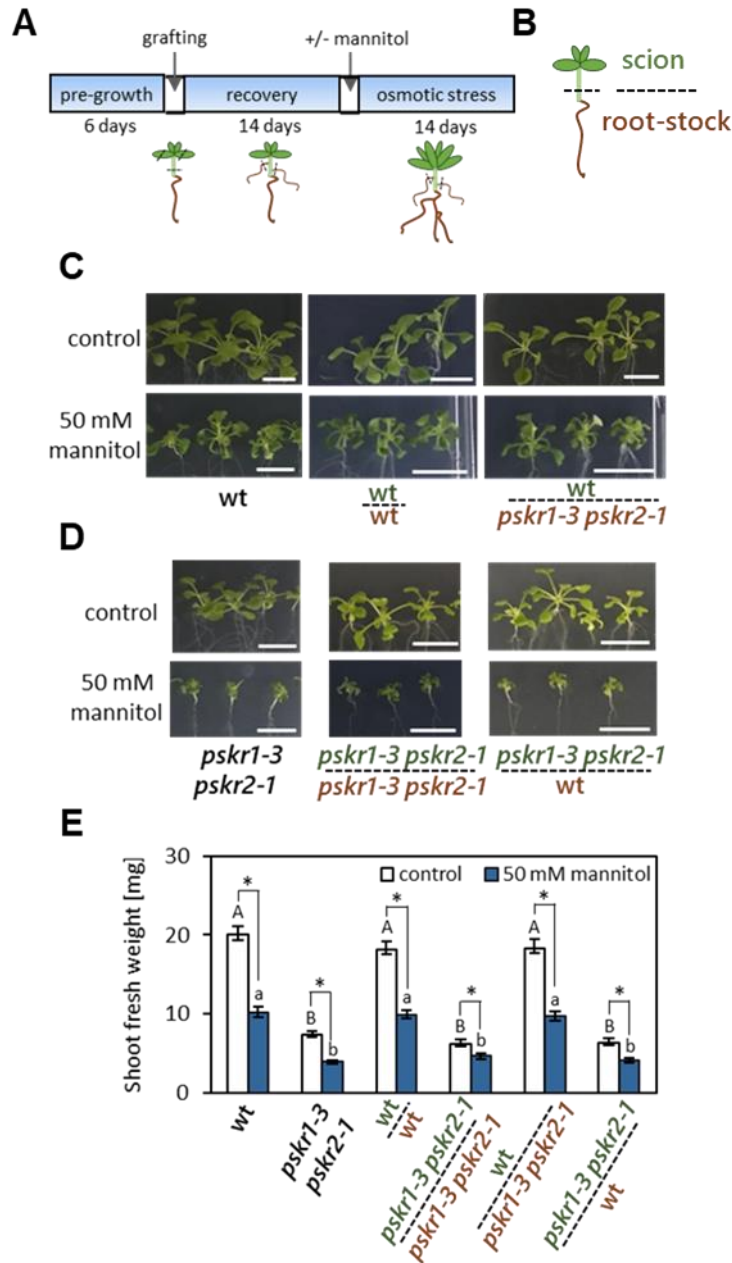 A
grafting
+/- mannitol
pre-growth
recovery
osmotic stress
6 days
14 days
14 days
B
scion
root-stock
C
control
50 mM
mannitol
wt
wt
wt
wt
pskr1-3 pskr2-1
D
control
50 mM
mannitol
pskr1-3
pskr2-1
pskr1-3 pskr2-1
pskr1-3 pskr2-1
pskr1-3 pskr2-1
wt
E
Shoot fresh weight [mg]
30
20
10
0
control
50 mM mannitol
A
*
a
B
*
b
A
*
a
B
*
b
A
*
a
B
*
b
wt
pskr1-3
pskr2-1
wt
wt
pskr1-3 pskr2-1
pskr1-3 pskr2-1
wt
pskr1-3 pskr2-1
pskr1-3 pskr2-1
wt